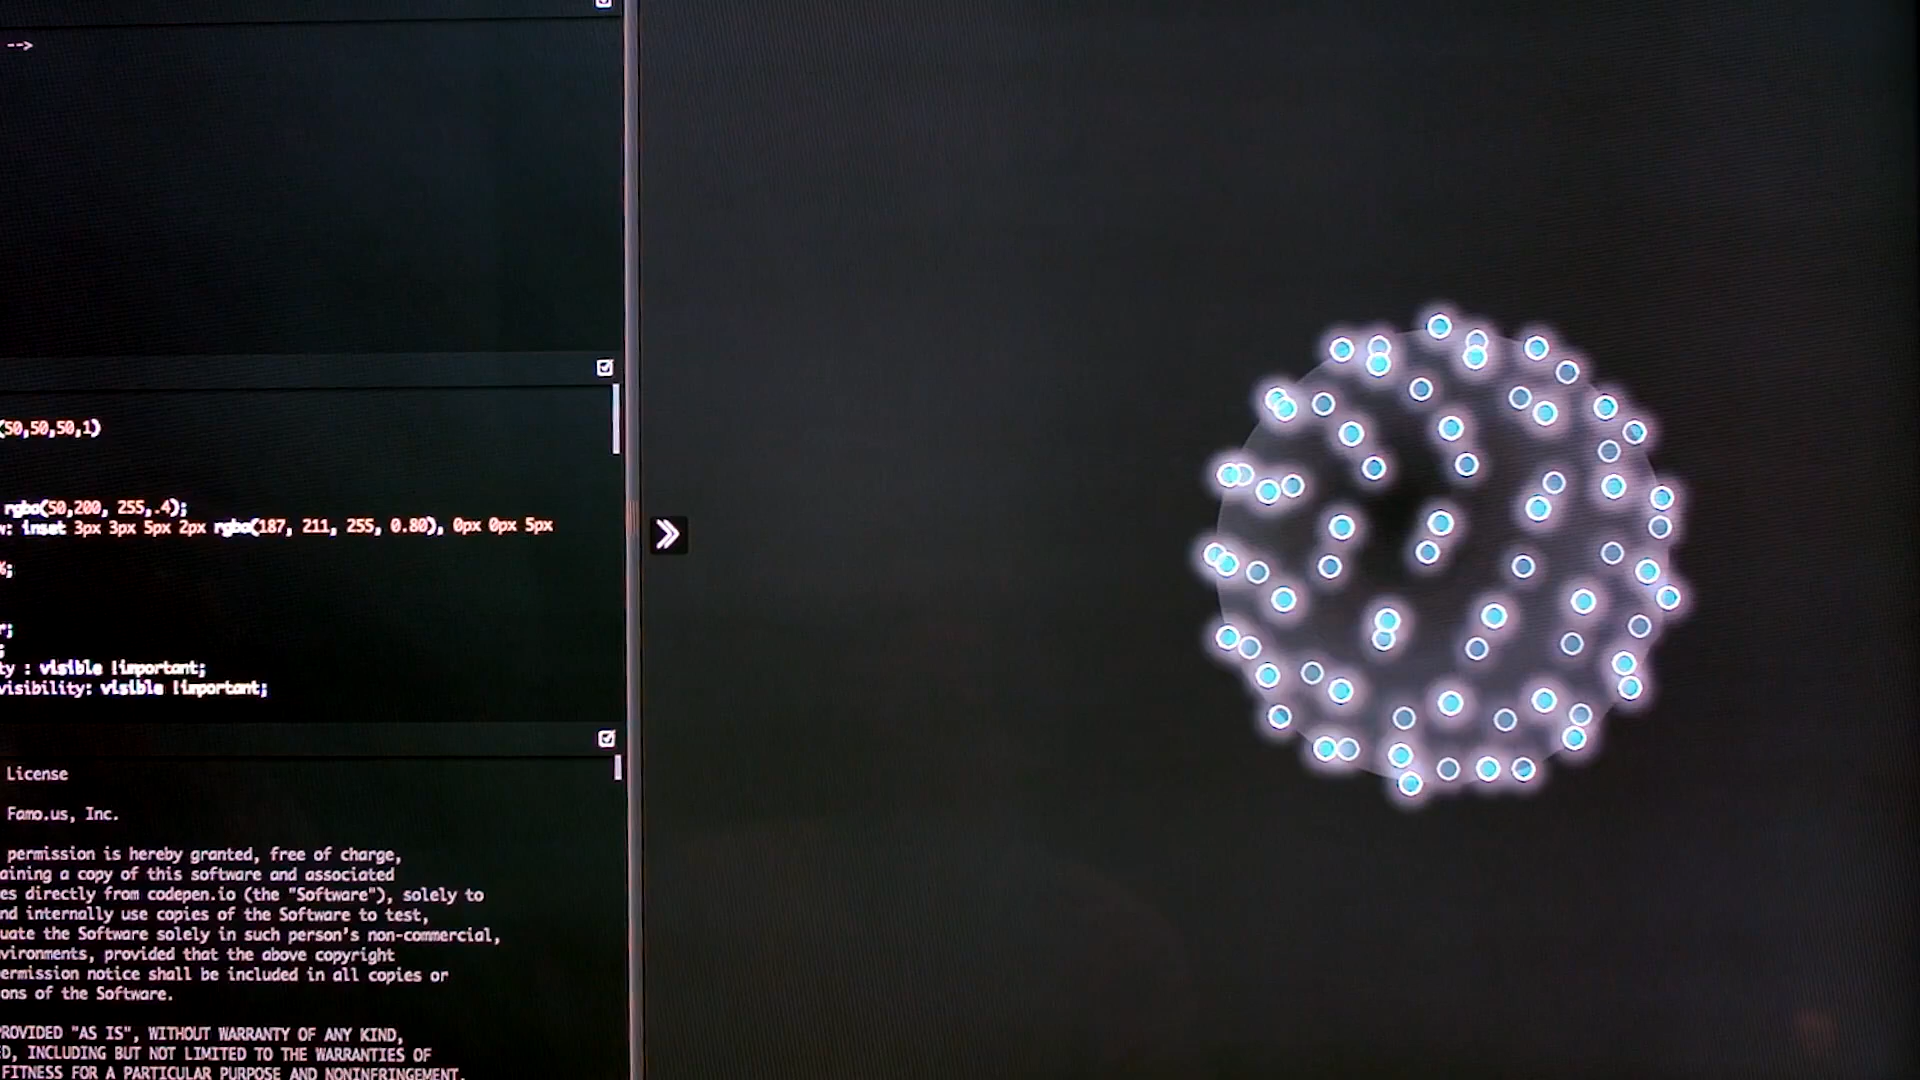 -->
(50,50,50,1)
rgba(50,200, 255,.4);
: inset 3px 3px 5px 2px rgba(187, 211, 255, 0.80), 0px 0px 5px
%;
r;
;
ty : visible !important;
visibility: visible !important;
License
Famo.us, Inc.
permission is hereby granted, free of charge,
aining a copy of this software and associated
es directly from codepen.io (the "Software"), solely to
nd internally use copies of the Software to test,
uate the Software solely in such person's non-commercial,
vironments, provided that the above copyright
ermission notice shall be included in all copies or
ons of the Software.
ROVIDED "AS IS", WITHOUT WARRANTY OF ANY KIND,
D, INCLUDING BUT NOT LIMITED TO THE WARRANTIES OF
FITNESS FOR A PARTICULAR PURPOSE AND NONINFRINGEMENT.